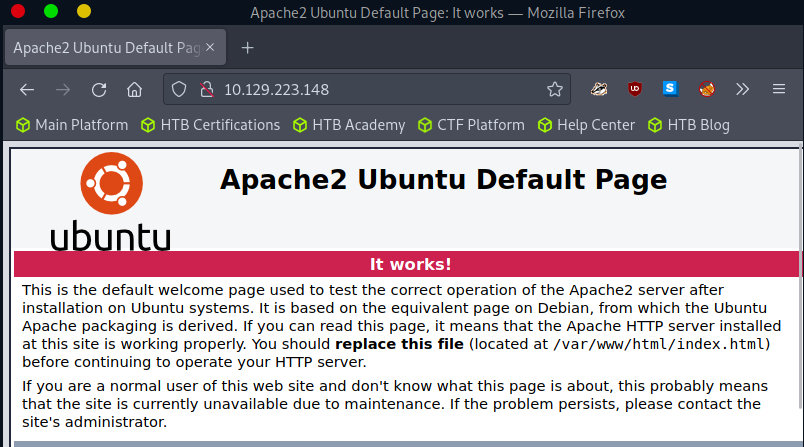 Apache2 Ubuntu Default Page: It works — Mozilla Firefox
Apache2 Ubuntu Default Pag
10.129.223.148
Main Platform HTB Certifications HTB Academy CTF Platform Help Center HTB Blog
Apache2 Ubuntu Default Page
ubuntu
It works!
This is the default welcome page used to test the correct operation of the Apache2 server after
installation on Ubuntu systems. It is based on the equivalent page on Debian, from which the Ubuntu
Apache packaging is derived. If you can read this page, it means that the Apache HTTP server installed
at this site is working properly. You should replace this file (located at /var/www/html/index.html)
before continuing to operate your HTTP server.
If you are a normal user of this web site and don't know what this page is about, this probably means
that the site is currently unavailable due to maintenance. If the problem persists, please contact the
site's administrator.